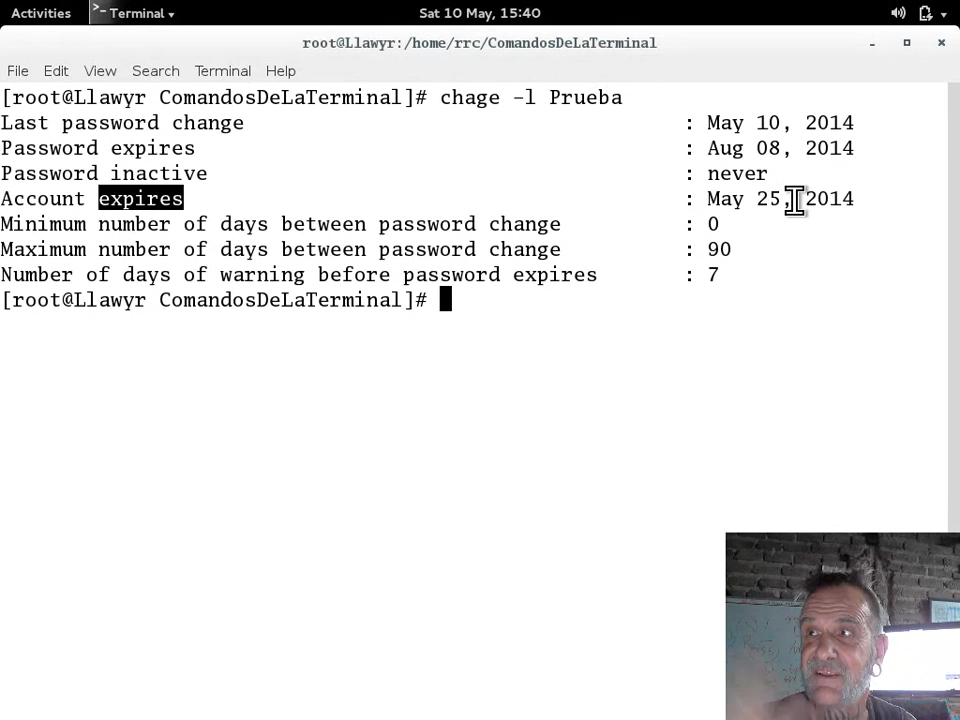 Activities
Terminal
Sat 10 May, 15:40
root@Llawyr:/home/rrc/ComandosDeLaTerminal
File Edit View Search Terminal Help
[root@Llawyr ComandosDeLaTerminal]# chage -l Prueba
Last password change : May 10, 2014
Password expires : Aug 08, 2014
Password inactive : never
Account expires : May 25, 2014
Minimum number of days between password change : 0
Maximum number of days between password change : 90
Number of days of warning before password expires : 7
[root@Llawyr ComandosDeLaTerminal]#